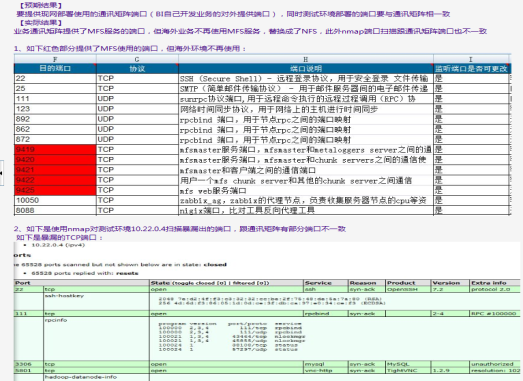 【预期结果】
要提供现网部署使用的通讯矩阵端口（BI自己开发业务的对外提供端口），同时测试环境部署的端口要与通讯矩阵相一致
【实际结果】
业务通讯矩阵提供了MFS服务的端口，但海外业务不再使用MFS服务，替换成了NFS，此外nmap端口扫描跟通讯矩阵端口也不一致
1、如下红色部分提供了MFS使用的端口，但海外环境不再使用：
F G H I
目的端口 协议 端口说明 监听端口是否可更改
22 TCP SSH (Secure Shell) - 远程登录协议，用于安全登录 文件传输 是
25 TCP SMTP（简单邮件传输协议） - 用于邮件服务器间的电子邮件传递 是
111 UDP sunrpc协议端口,用于远程命令执行的远程过程调用（RPC）协 是
123 UDP 网络时间同步协议，用于网络上的主机进行时间同步 是
892 UDP rpcbind 端口，用于节点rpc之间的端口映射 是
862 UDP rpcbind 端口，用于节点rpc之间的端口映射 是
672 UDP rpcbind 端口，用于节点rpc之间的端口映射 是
9419 TCP mfsmaster服务端口，mfsmaster和metaloggers server之间的通 是
9420 TCP mfsmaster服务端口，mfsmaster和chunk servers之间的通信使 是
9421 TCP mfsmaster和客户端之间的通信端口 是
9422 TCP 用户一个mfs chunk server和其他的chunk server之间通信 是
9425 TCP mfs web服务端口 是
10050 TCP zabbix_ag，zabbix的代理节点，负责收集服务器节点的cpu等资 是
8088 TCP nigix端口，比对工具反向代理工具 是
2、如下是使用nmap对测试环境10.22.0.4扫描暴漏出的端口，跟通讯矩阵有部分端口不一致
如下是暴漏的TCP端口：
10.22.0.4 (ipv4)
orts
e 65528 ports scanned but not shown below are in state: closed
65528 ports replied with: resets
Port State (toggle closed [0] | filtered [0]) Service Reason Product Version Extra info
22 tcp open ssh syn-ack OpenSSH 7.2 protocol 2.0
ssh-hostkey
111 tcp open rpcbind syn-ack 2-4 RPC #100000
rpcinfo
program version port/proto service
100000 2,3,4 111/tcp rpcbind
100000 2,3,4 111/udp rpcbind
3306 tcp open mysql syn-ack MySQL unauthorized
5801 tcp open vnc-http syn-ack TightVNC 1.2.9 resolution: 102
hadoop-datanode-info